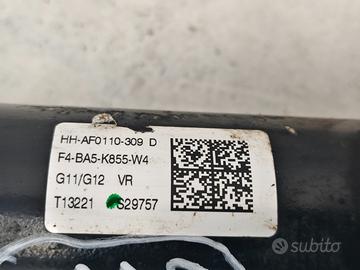 HH-AF0110-309 D
F4-BA5-K855-W4
G11/G12 VR
T13221 S29757
subito